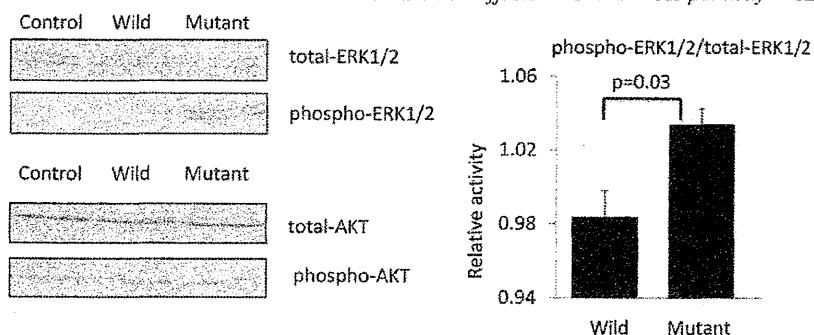 Control Wild Mutant
total-ERK1/2
phospho-ERK1/2
Control Wild Mutant
total-AKT
phospho-AKT
phospho-ERK1/2/total-ERK1/2
p=0.03
Relative activity
1.06
1.02
0.98
0.94
Wild Mutant